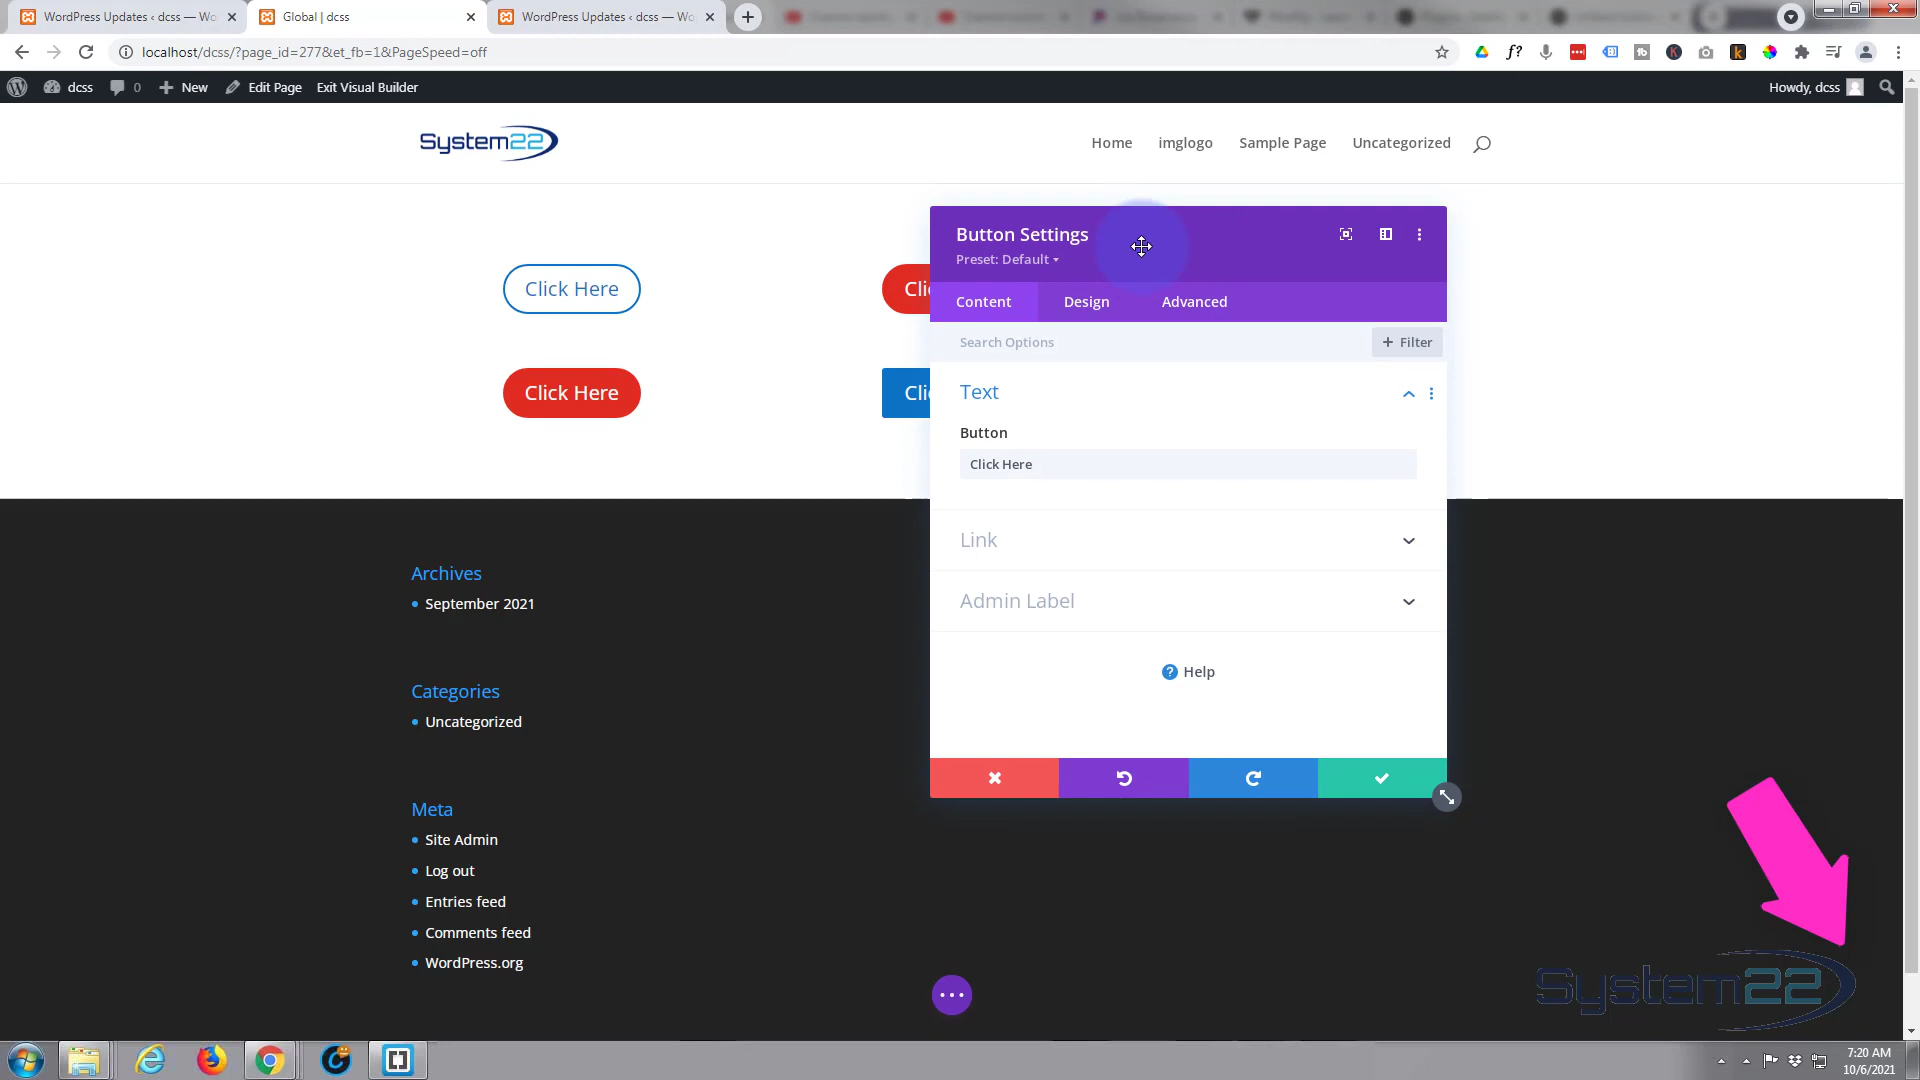 WordPress Updates ‹ dcss — Wo
Global | dcss
WordPress Updates ‹ dcss — Wo
localhost/dcss/?page_id=277&et_fb=1&PageSpeed=off
dcss
0
New
Edit Page
Exit Visual Builder
Howdy, dcss
System22
Home
imglogo
Sample Page
Uncategorized
Button Settings
Preset: Default
Content
Design
Advanced
Search Options
+ Filter
Click Here
Cli
Click Here
Cli
Text
Button
Click Here
Link
Admin Label
Help
Archives
September 2021
Categories
Uncategorized
Meta
Site Admin
Log out
Entries feed
Comments feed
WordPress.org
System22
7:20 AM
10/6/2021